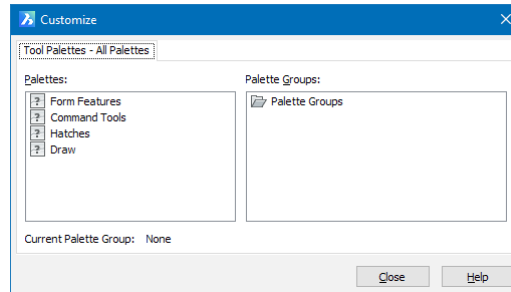 Customize
Tool Palettes - All Palettes
Palettes:
Form Features
Command Tools
Hatches
Draw
Palette Groups:
Palette Groups
Current Palette Group: None
Close
Help